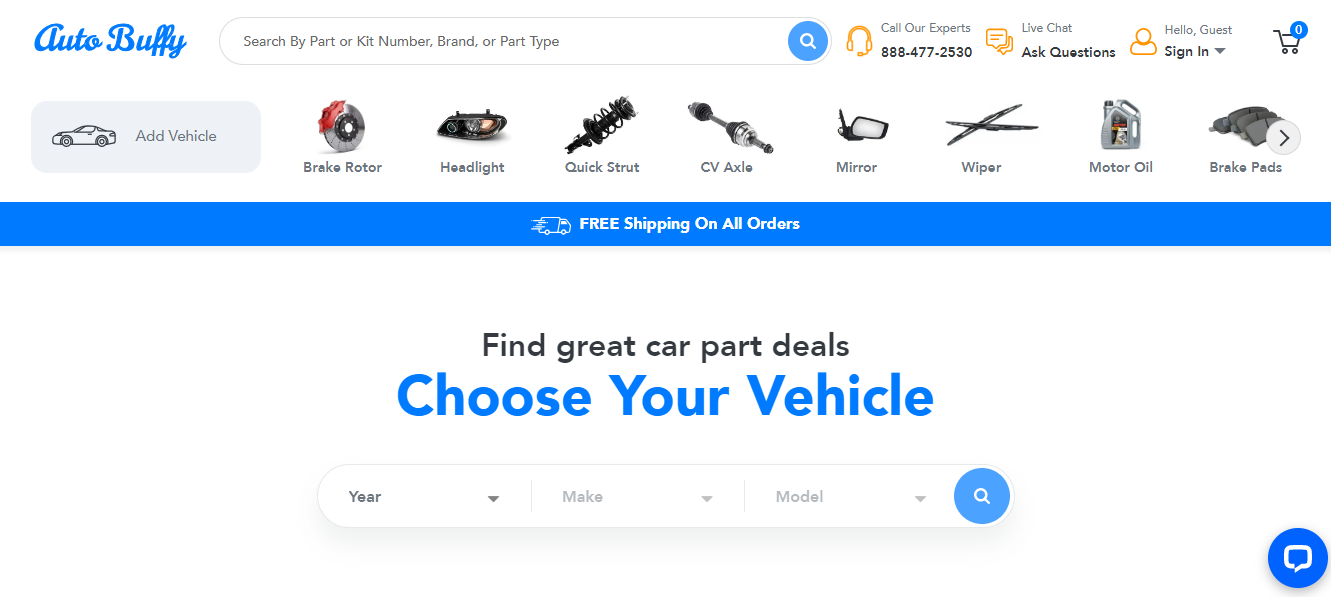 Auto Buffy
Search By Part or Kit Number, Brand, or Part Type
Call Our Experts
888-477-2530
Live Chat
Ask Questions
Hello, Guest
Sign In
0
Add Vehicle
Brake Rotor
Headlight
Quick Strut
CV Axle
Mirror
Wiper
Motor Oil
Brake Pads
FREE Shipping On All Orders
Find great car part deals
Choose Your Vehicle
Year
Make
Model